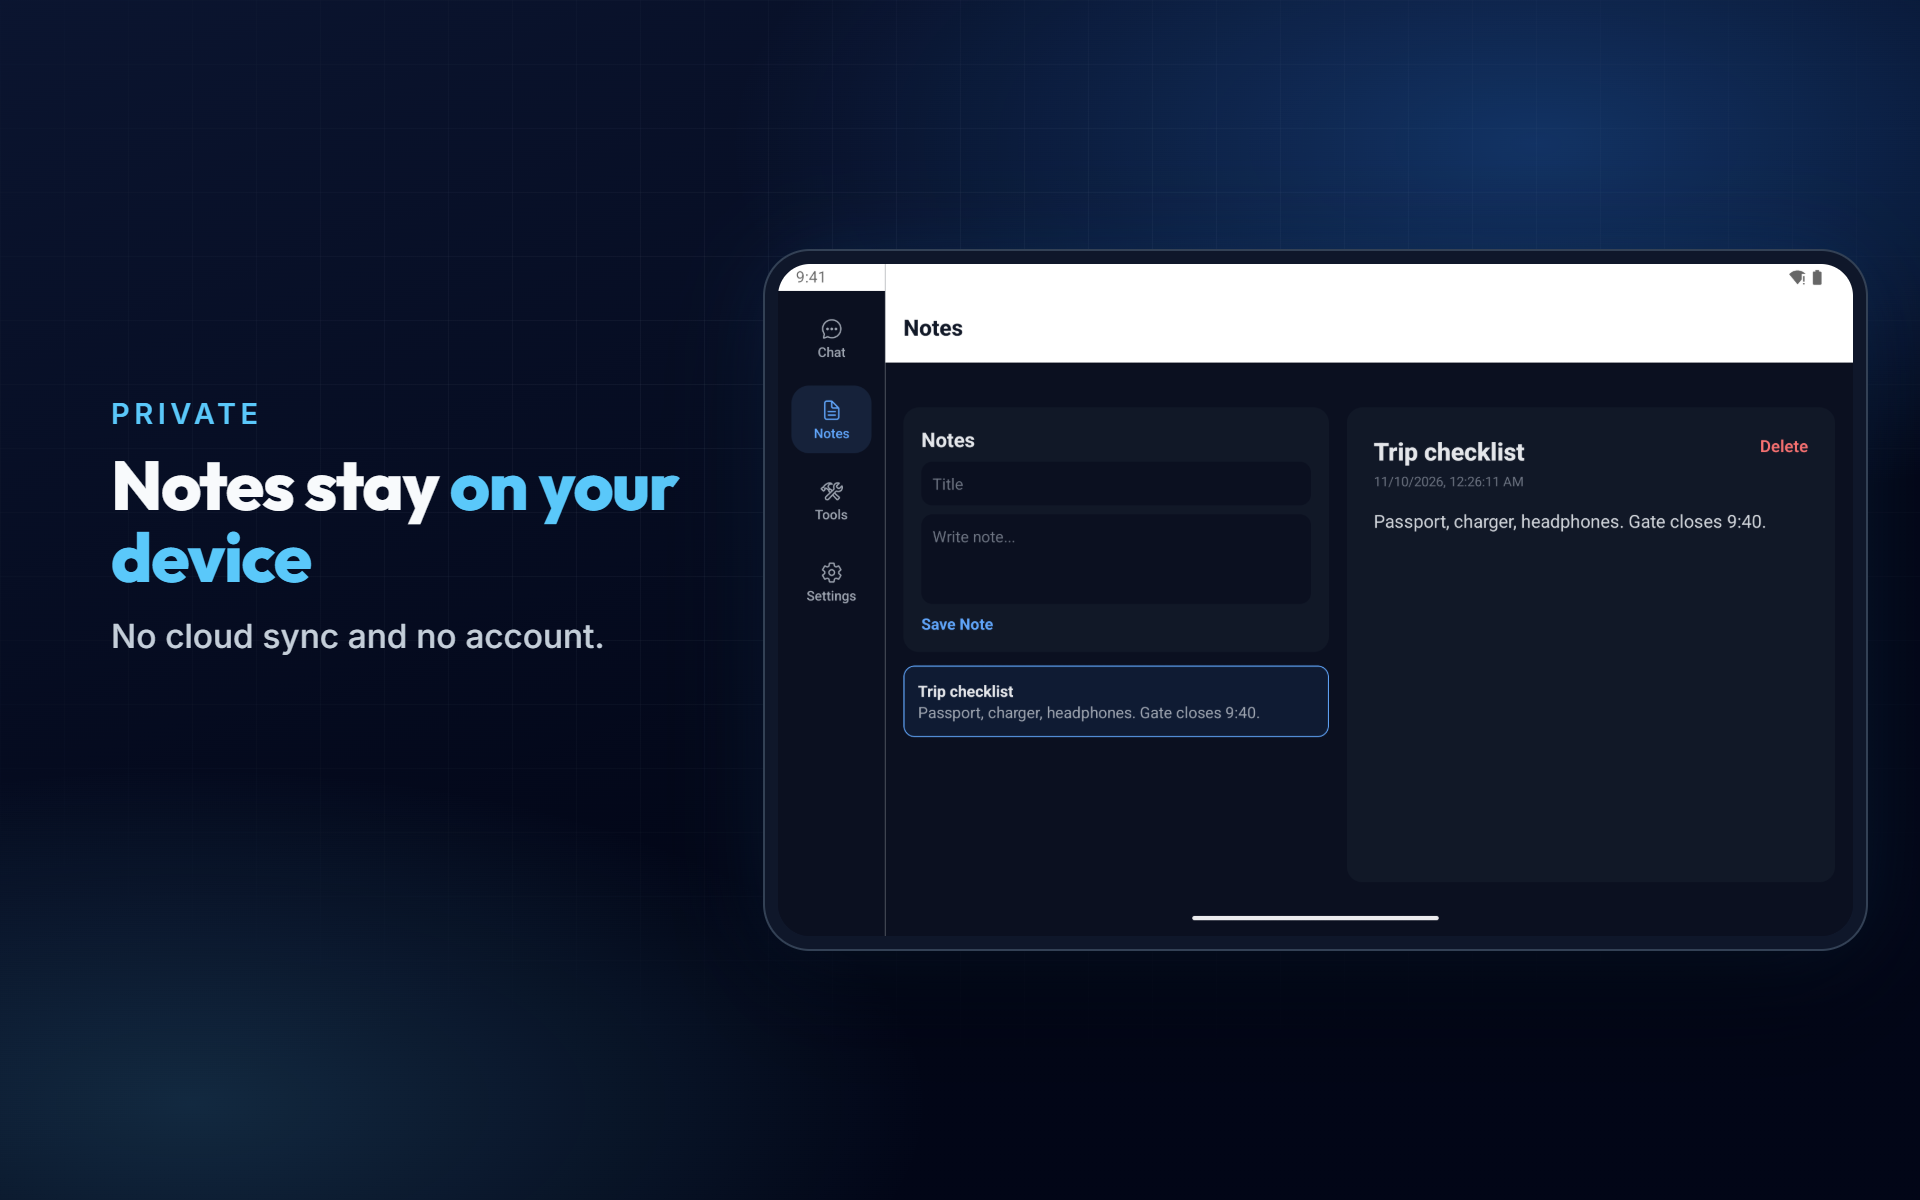 PRIVATE
Notes stay on your
device
No cloud sync and no account.
9:41
Chat
Notes
Tools
Settings
Notes
Notes
Title
Write note...
Save Note
Trip checklist
Passport, charger, headphones. Gate closes 9:40.
Trip checklist
Delete
11/10/2026, 12:26:11 AM
Passport, charger, headphones. Gate closes 9:40.